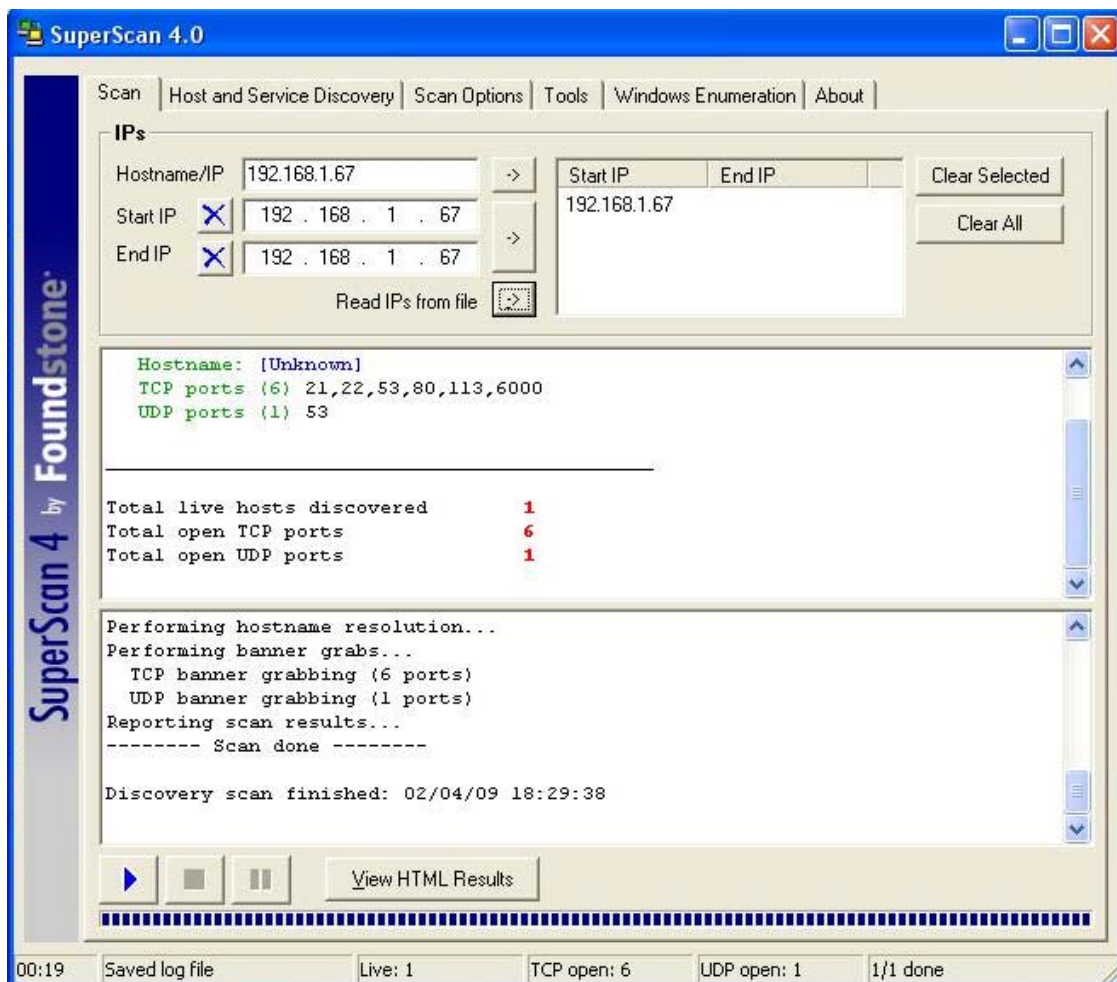 SuperScan 4.0
Scan Host and Service Discovery Scan Options Tools Windows Enumeration About
IPs
Hostname/IP 192.168.1.67 ->
Start IP 192 . 168 . 1 . 67 ->
End IP 192 . 168 . 1 . 67
Read IPs from file ->
Start IP End IP
192.168.1.67
Clear Selected
Clear All
Hostname: [Unknown]
TCP ports (6) 21,22,53,80,113,6000
UDP ports (1) 53
Total live hosts discovered 1
Total open TCP ports 6
Total open UDP ports 1
Performing hostname resolution...
Performing banner grabs...
TCP banner grabbing (6 ports)
UDP banner grabbing (1 ports)
Reporting scan results...
-------- Scan done --------
Discovery scan finished: 02/04/09 18:29:38
View HTML Results
SuperScan 4 by Foundstone
00:19 Saved log file Live: 1 TCP open: 6 UDP open: 1 1/1 done